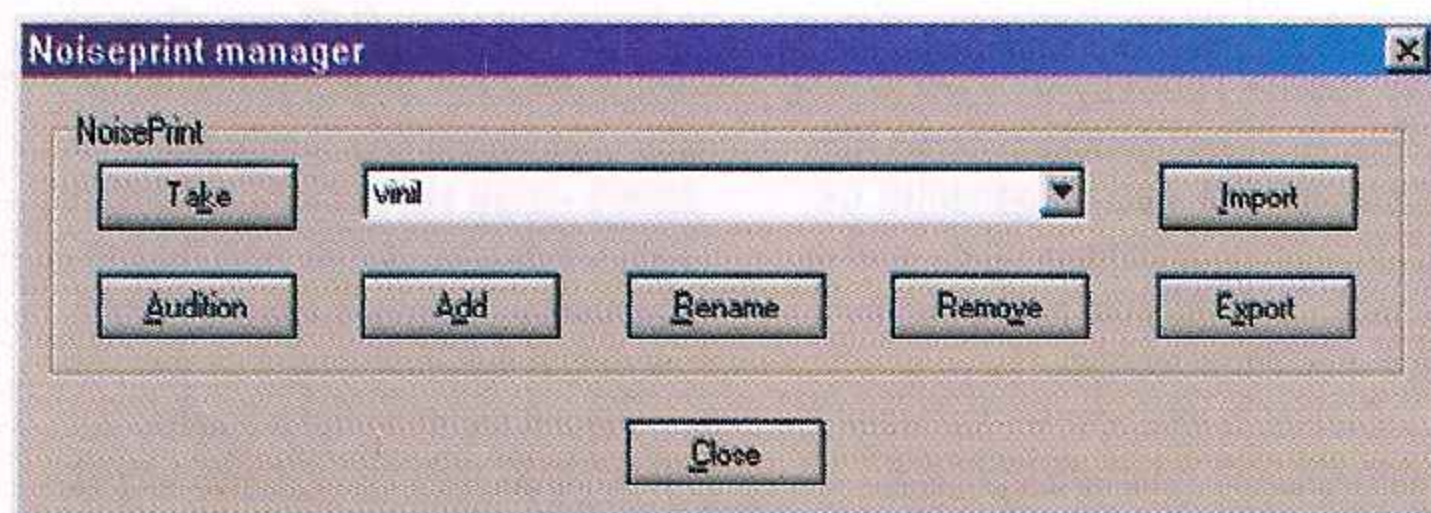 Noiseprint manager
NoisePrint
Take vinil Import
Audition Add Rename Remove Export
Close